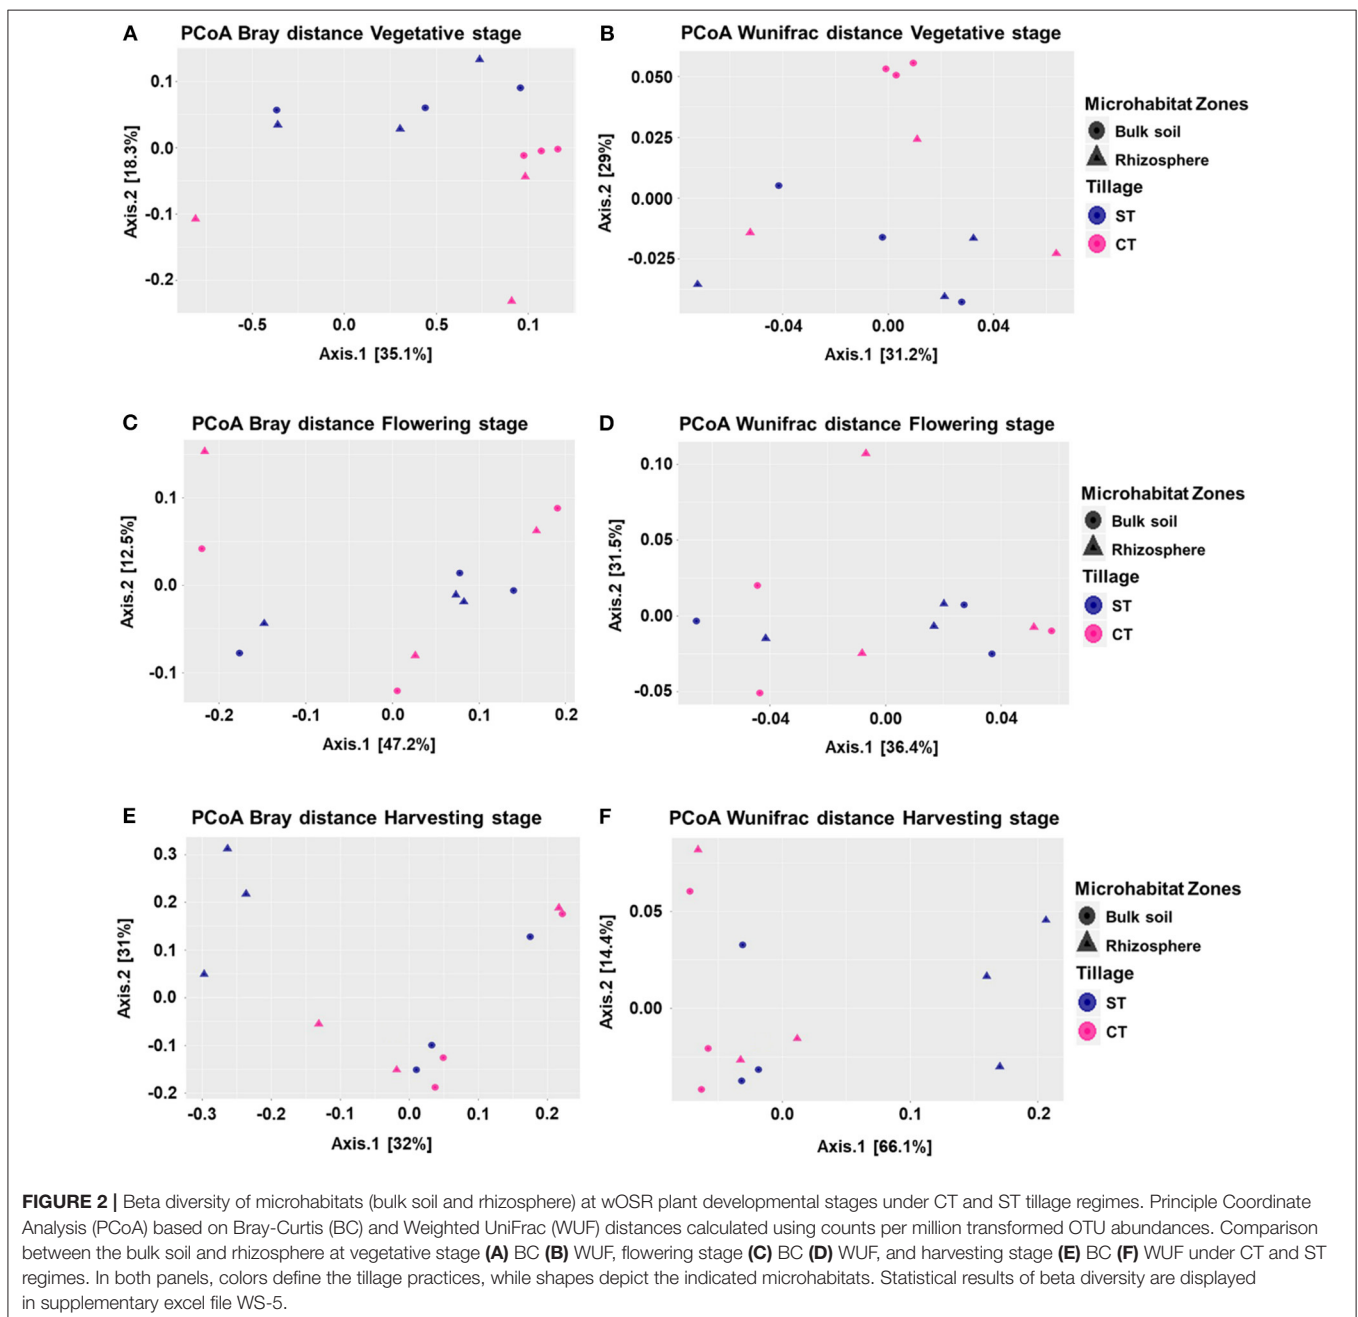 A PCoA Bray distance Vegetative stage
0.1
0.0
-0.1
-0.2
Axis.2 [18.3%]
-0.5 0.0 0.5 0.1
Axis.1 [35.1%]
B PCoA Wunifrac distance Vegetative stage
0.050
0.025
0.000
-0.025
Axis.2 [29%]
-0.04 0.00 0.04
Axis.1 [31.2%]
Microhabitat Zones
Bulk soil
Rhizosphere
Tillage
ST
CT
C PCoA Bray distance Flowering stage
0.1
0.0
-0.1
Axis.2 [12.5%]
-0.2 -0.1 0.0 0.1 0.2
Axis.1 [47.2%]
D PCoA Wunifrac distance Flowering stage
0.10
0.05
0.00
-0.05
Axis.2 [31.5%]
-0.04 0.00 0.04
Axis.1 [36.4%]
Microhabitat Zones
Bulk soil
Rhizosphere
Tillage
ST
CT
E PCoA Bray distance Harvesting stage
0.3
0.2
0.1
0.0
-0.1
-0.2
Axis.2 [31%]
-0.3 -0.2 -0.1 0.0 0.1 0.2
Axis.1 [32%]
F PCoA Wunifrac distance Harvesting stage
0.05
0.00
Axis.2 [14.4%]
0.0 0.1 0.2
Axis.1 [66.1%]
Microhabitat Zones
Bulk soil
Rhizosphere
Tillage
ST
CT
FIGURE 2 | Beta diversity of microhabitats (bulk soil and rhizosphere) at wOSR plant developmental stages under CT and ST tillage regimes. Principle Coordinate
Analysis (PCoA) based on Bray-Curtis (BC) and Weighted UniFrac (WUF) distances calculated using counts per million transformed OTU abundances. Comparison
between the bulk soil and rhizosphere at vegetative stage (A) BC (B) WUF, flowering stage (C) BC (D) WUF, and harvesting stage (E) BC (F) WUF under CT and ST
regimes. In both panels, colors define the tillage practices, while shapes depict the indicated microhabitats. Statistical results of beta diversity are displayed
in supplementary excel file WS-5.